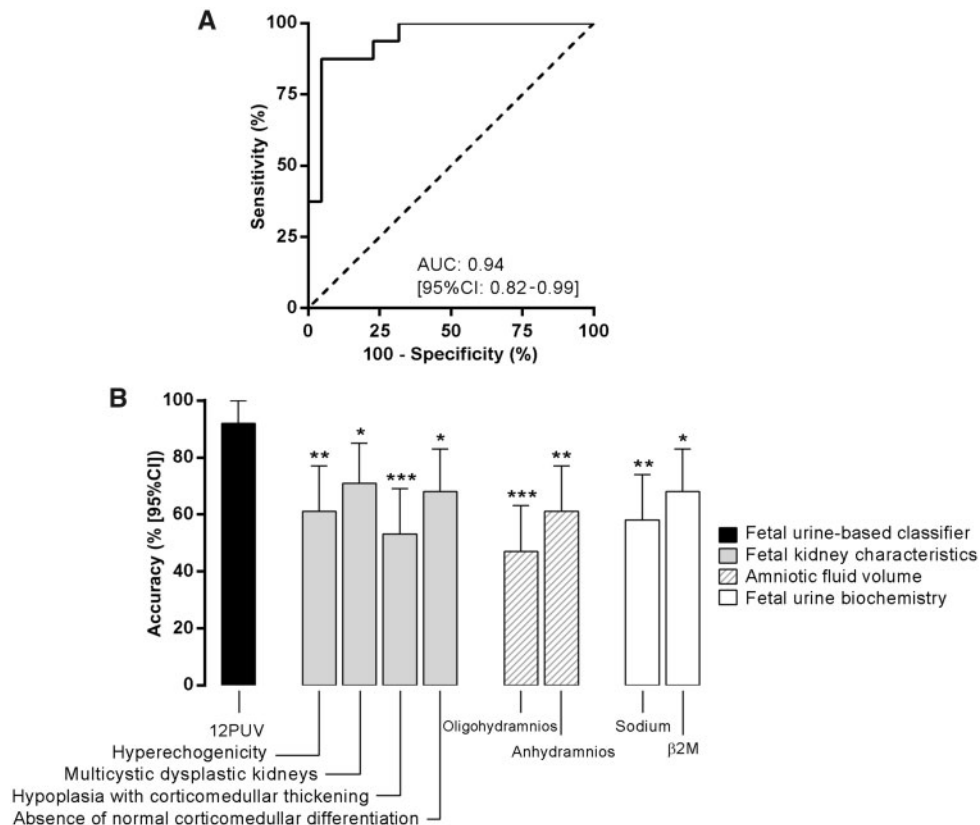 A
100
75
50
25
0
Sensitivity (%)
AUC: 0.94
[95%CI: 0.82-0.99]
0 25 50 75 100
100 - Specificity (%)
B
100
80
60
40
20
0
Accuracy (% [95%CI])
** * *** * *** ** ** *
Fetal urine-based classifier
Fetal kidney characteristics
Amniotic fluid volume
Fetal urine biochemistry
12PUV
Oligohydramnios
Anhydramnios
Sodium
β2M
Hyperechogenicity
Multicystic dysplastic kidneys
Hypoplasia with corticomedullar thickening
Absence of normal corticomedullar differentiation